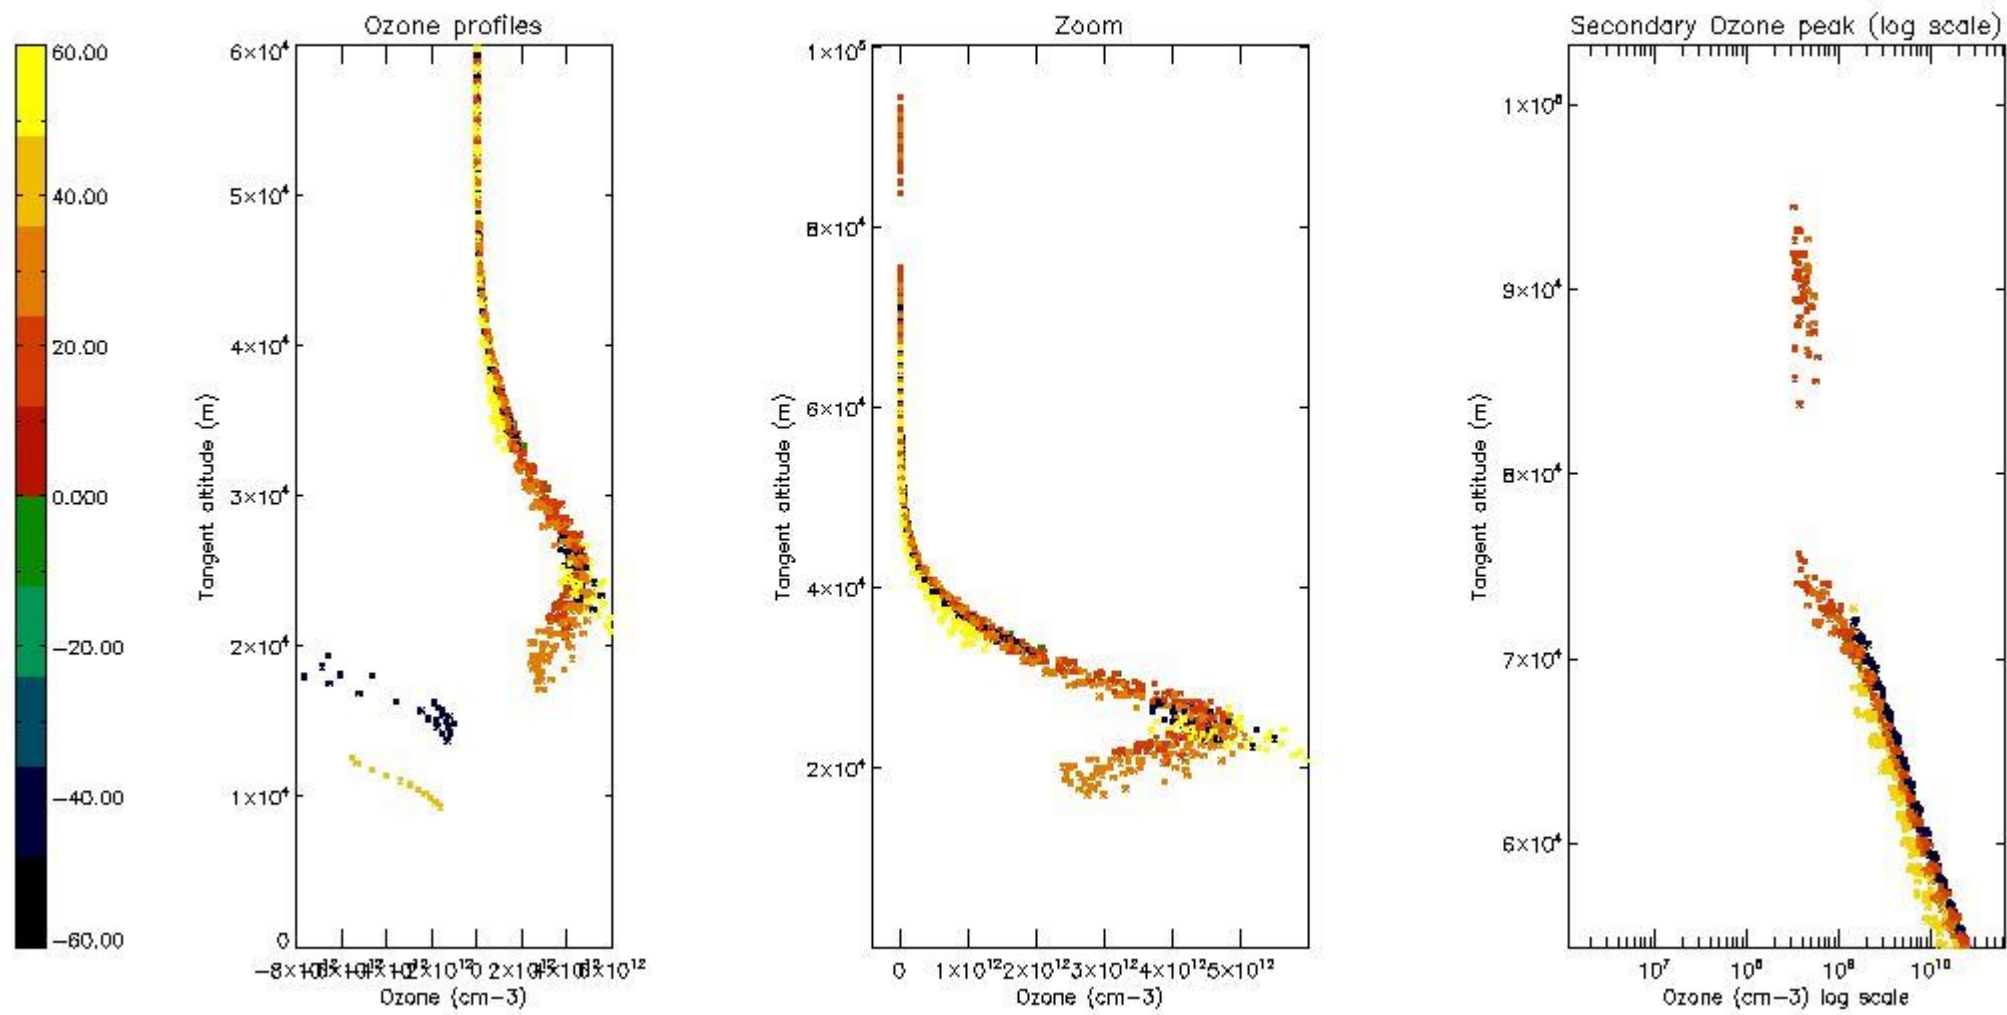 Ozone profiles
Zoom
Secondary Ozone peak (log scale)
60.00
40.00
20.00
0.000
-20.00
-40.00
-60.00
6×10⁴
5×10⁴
4×10⁴
3×10⁴
2×10⁴
1×10⁴
0
Tangent altitude (m)
0
Ozone (cm-3)
1×10⁵
8×10⁴
6×10⁴
4×10⁴
2×10⁴
Tangent altitude (m)
0 1×10¹² 2×10¹² 3×10¹² 4×10¹² 5×10¹²
Ozone (cm-3)
9×10⁴
8×10⁴
7×10⁴
6×10⁴
Tangent altitude (m)
10⁷ 10⁹ 10¹⁰
Ozone (cm-3) log scale